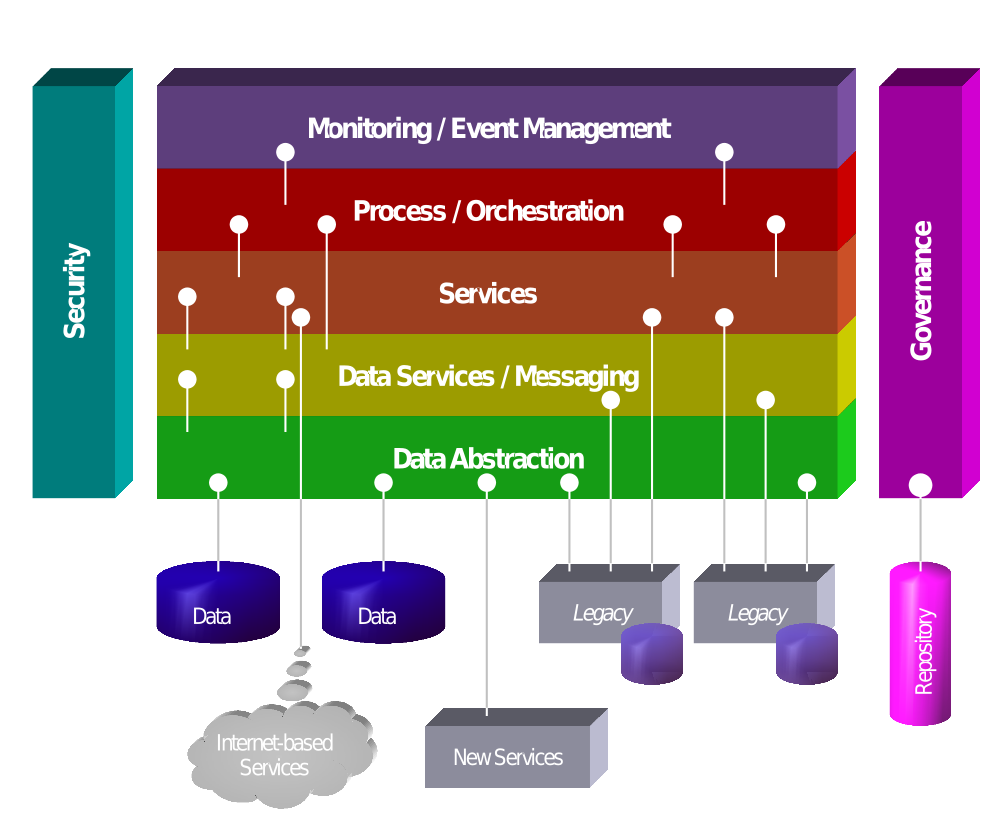 Monitoring / Event Management
Process / Orchestration
Services
Data Services / Messaging
Data Abstraction
Security
Governance
Data
Data
Legacy
Legacy
Repository
Internet-based
Services
New Services